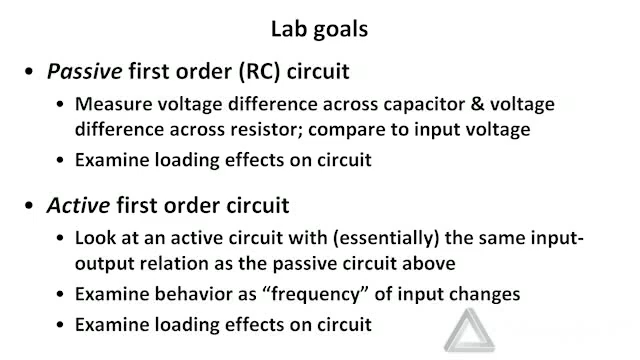 Lab goals
• Passive first order (RC) circuit
• Measure voltage difference across capacitor & voltage
difference across resistor; compare to input voltage
• Examine loading effects on circuit
• Active first order circuit
• Look at an active circuit with (essentially) the same input-
output relation as the passive circuit above
• Examine behavior as “frequency” of input changes
• Examine loading effects on circuit